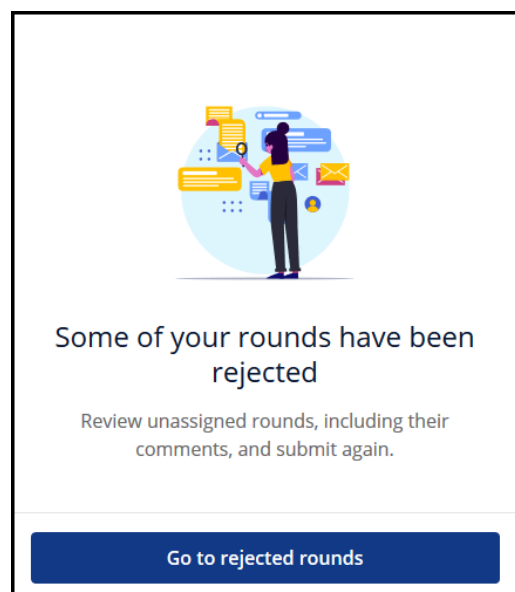 Some of your rounds have been
rejected
Review unassigned rounds, including their
comments, and submit again.
Go to rejected rounds